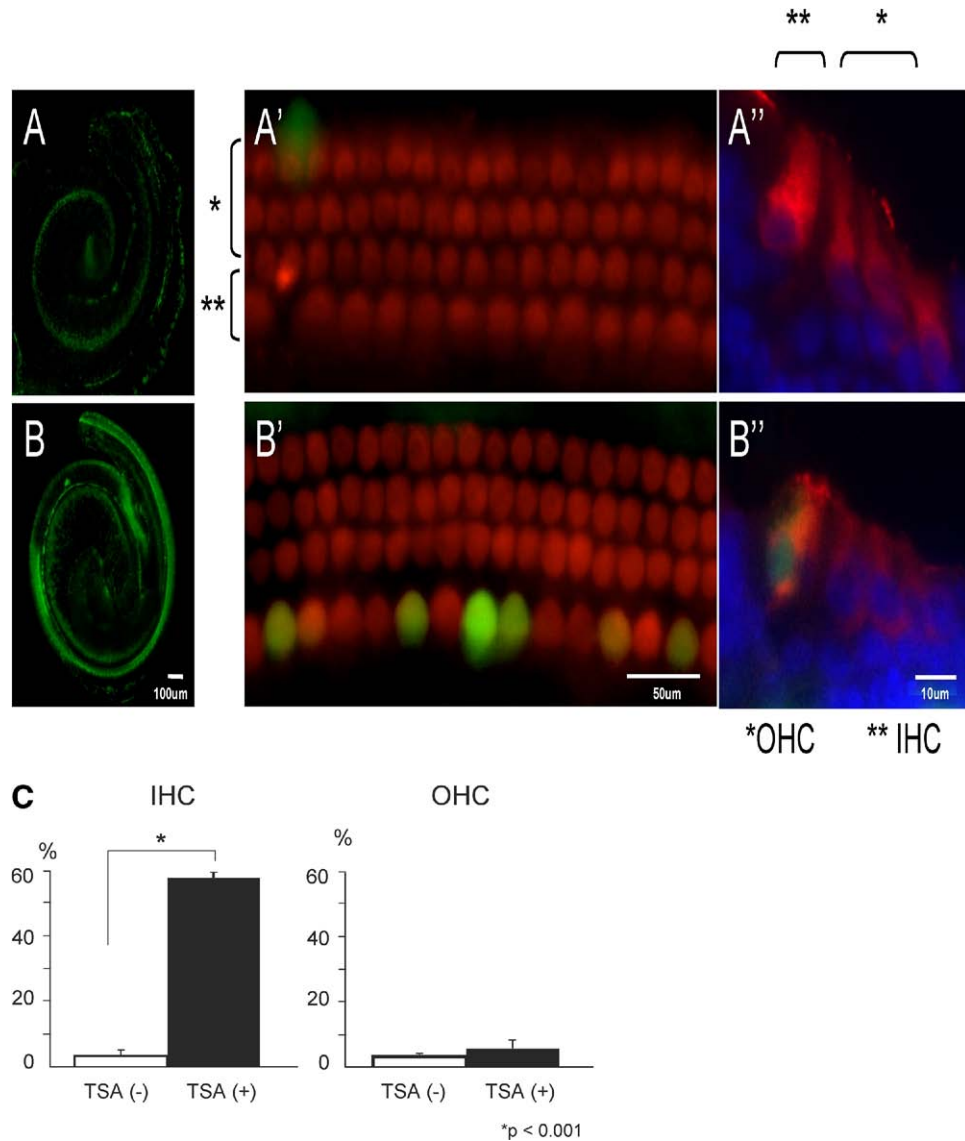 ** *
A A’ A’’
*
**
B B’ B’’
100um 50um 10um
*OHC ** IHC
C IHC OHC
% %
*
60 60
40 40
20 20
0 0
TSA (-) TSA (+) TSA (-) TSA (+)
*p < 0.001